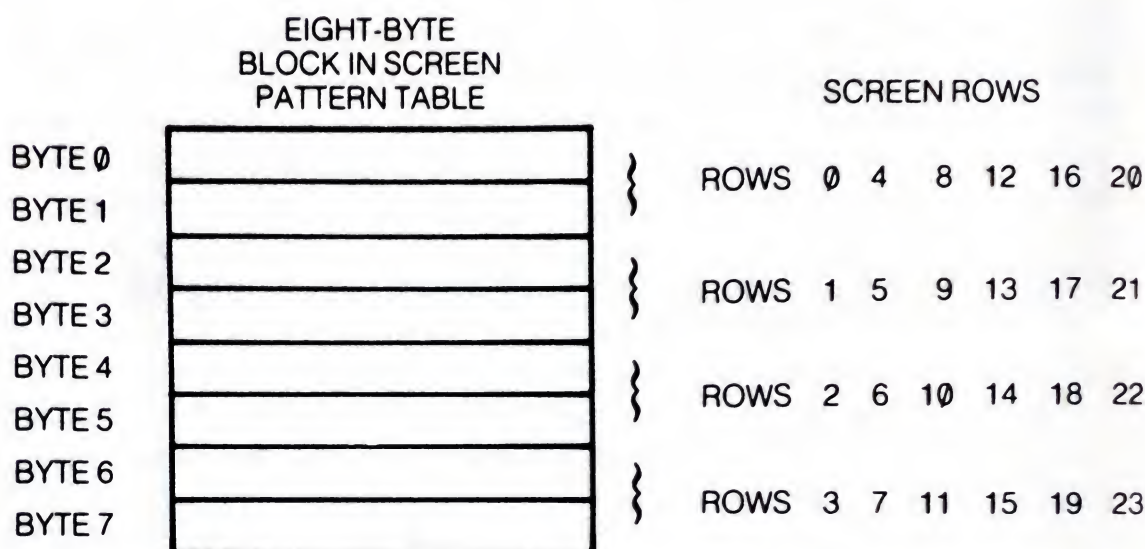 EIGHT-BYTE
BLOCK IN SCREEN
PATTERN TABLE
SCREEN ROWS
BYTE 0
BYTE 1
ROWS 0 4 8 12 16 20
BYTE 2
BYTE 3
ROWS 1 5 9 13 17 21
BYTE 4
BYTE 5
ROWS 2 6 10 14 18 22
BYTE 6
BYTE 7
ROWS 3 7 11 15 19 23